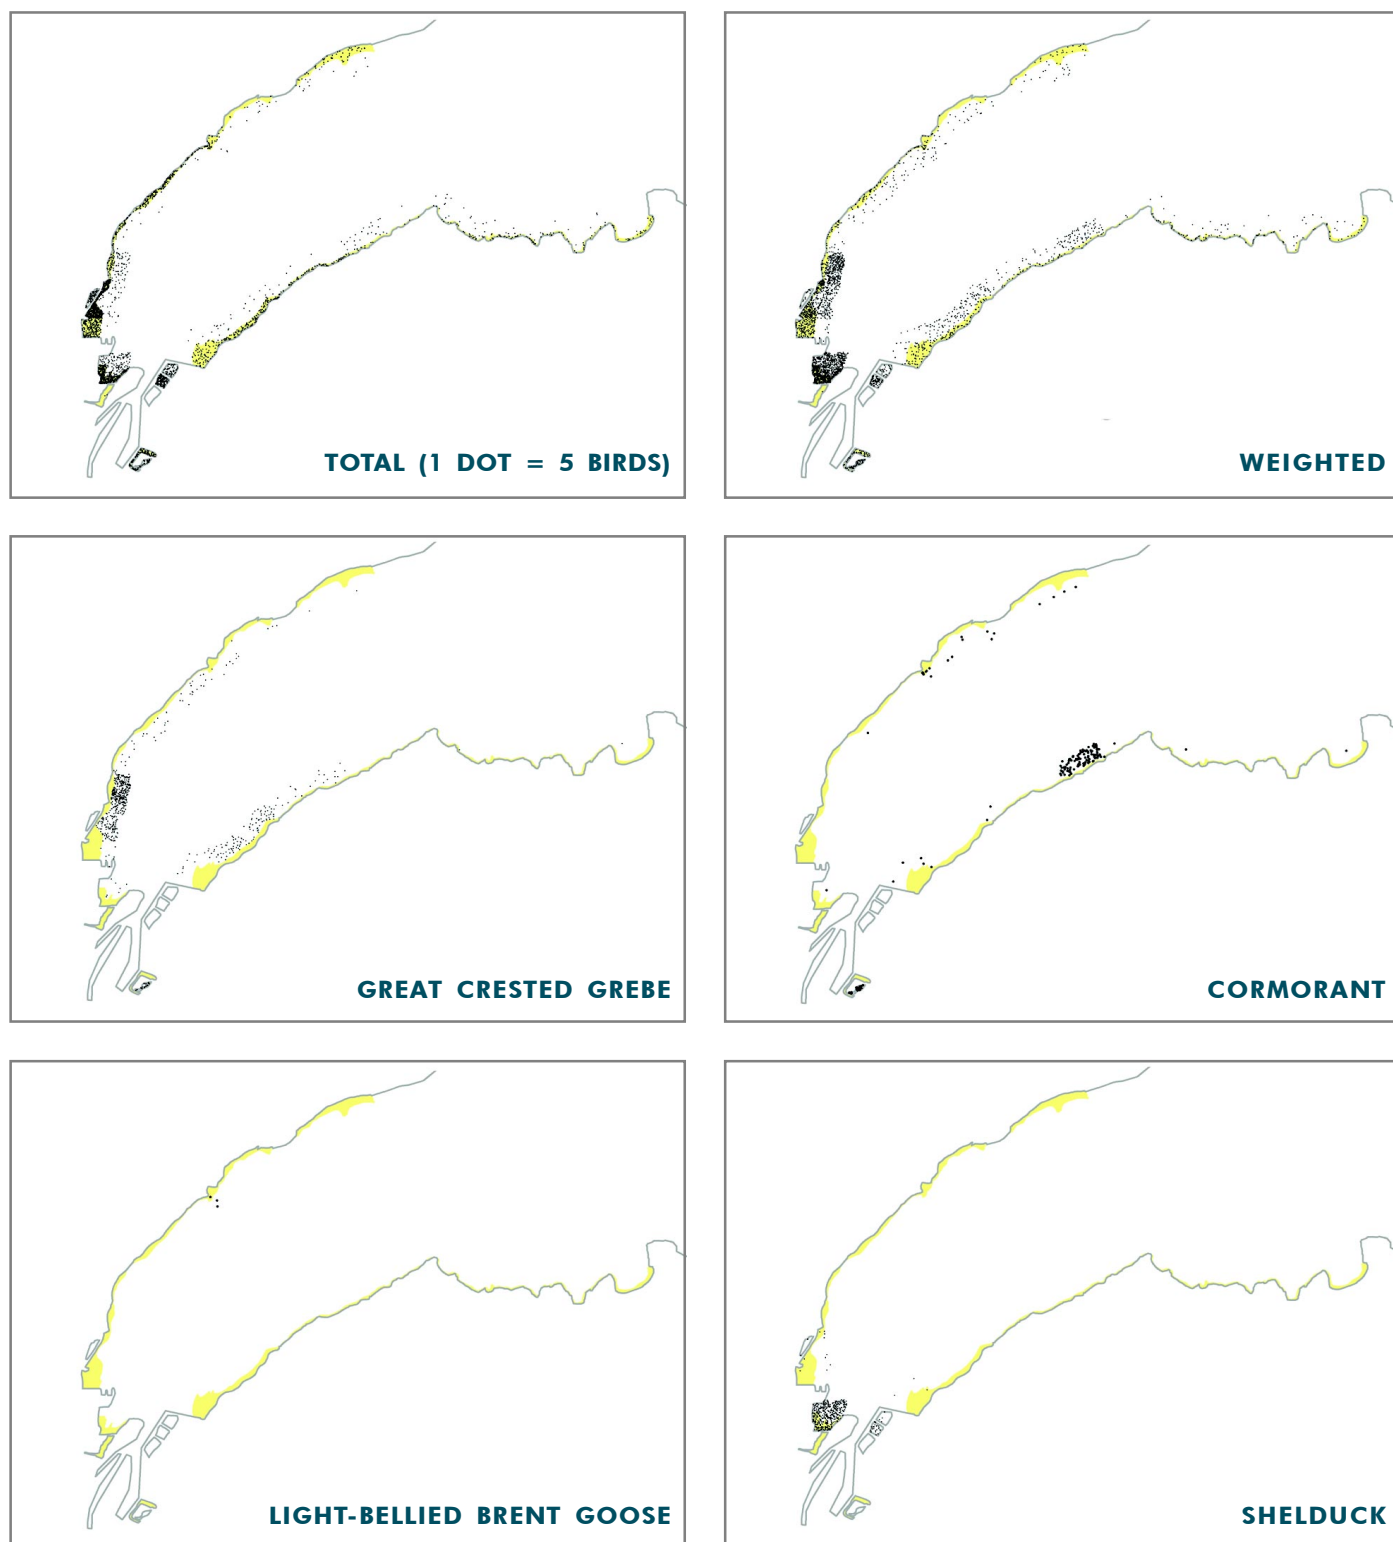 TOTAL (1 DOT = 5 BIRDS)
WEIGHTED
GREAT CRESTED GREBE
CORMORANT
LIGHT-BELLIED BRENT GOOSE
SHELDUCK